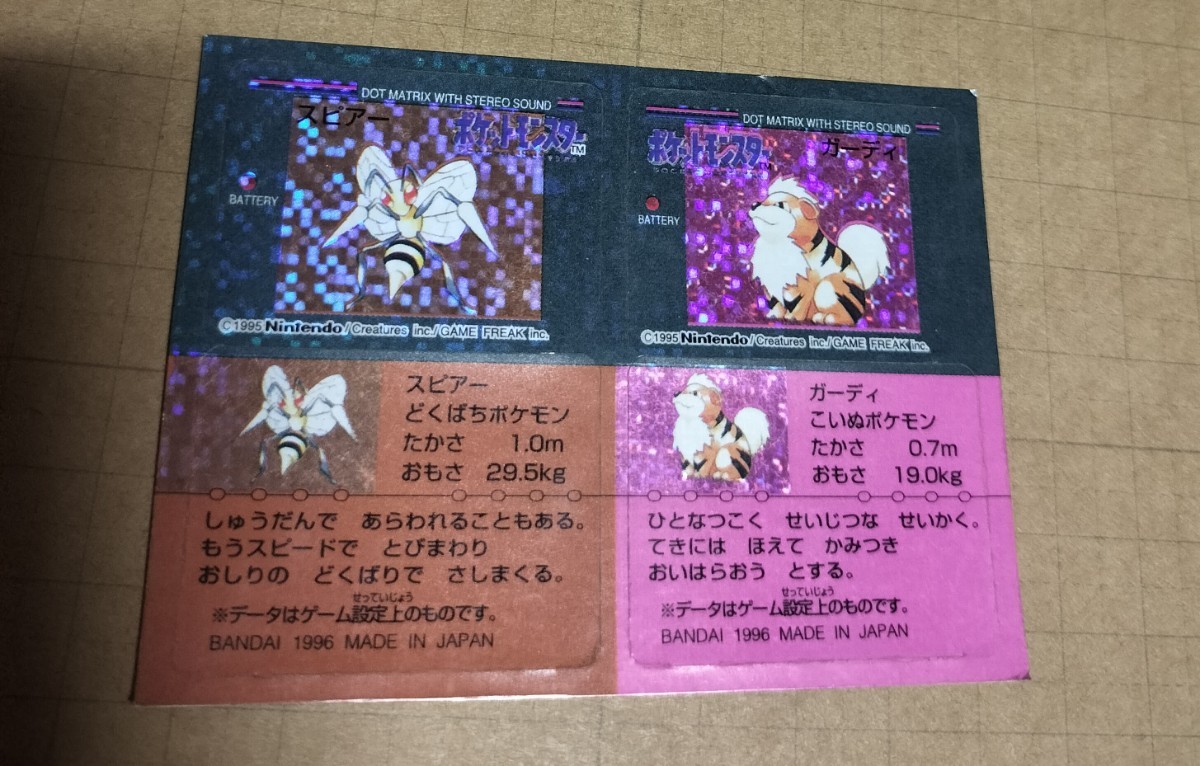 DOT MATRIX WITH STEREO SOUND
スピアー
ポケットモンスター TM
BATTERY
©1995 Nintendo/Creatures inc./GAME FREAK inc.
スピアー
どくばちポケモン
たかさ 1.0m
おもさ 29.5kg
しゅうだんで あらわれることもある。
もうスピードで とびまわり
おしりの どくばりで さしまくる。
せっていじょう
※データはゲーム設定上のものです。
BANDAI 1996 MADE IN JAPAN
DOT MATRIX WITH STEREO SOUND
ポケットモンスター TM
ガーディ
BATTERY
©1995 Nintendo/Creatures inc./GAME FREAK inc.
ガーディ
こいぬポケモン
たかさ 0.7m
おもさ 19.0kg
ひとなつこく せいじつな せいかく。
てきには ほえて かみつき
おいはらおう とする。
せっていじょう
※データはゲーム設定上のものです。
BANDAI 1996 MADE IN JAPAN